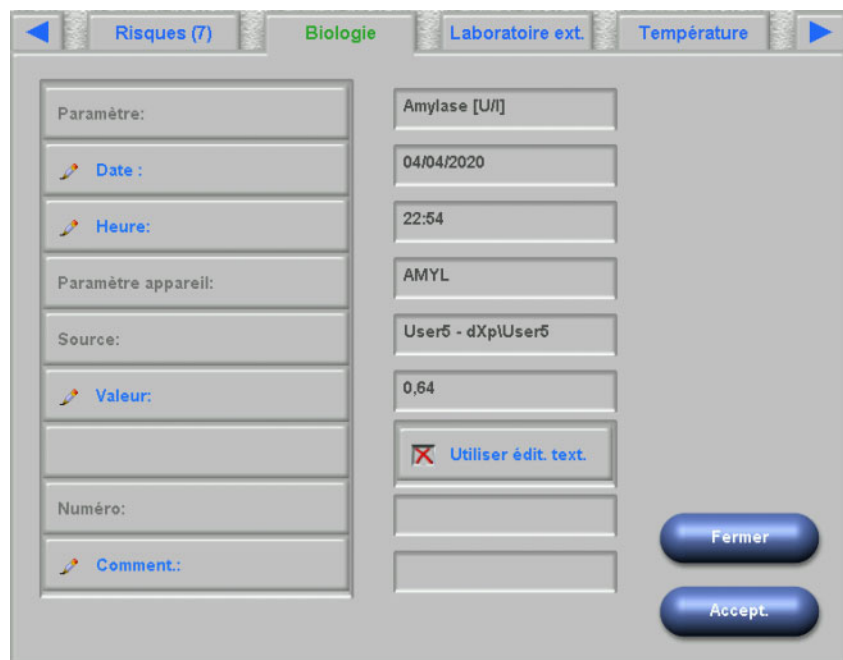 Risques (7)
Biologie
Laboratoire ext.
Température
Paramètre:
Amylase [U/l]
Date :
04/04/2020
Heure:
22:54
Paramètre appareil:
AMYL
Source:
User5 - dXp\User5
Valeur:
0,64
Utiliser édit. text.
Numéro:
Comment.:
Fermer
Accept.